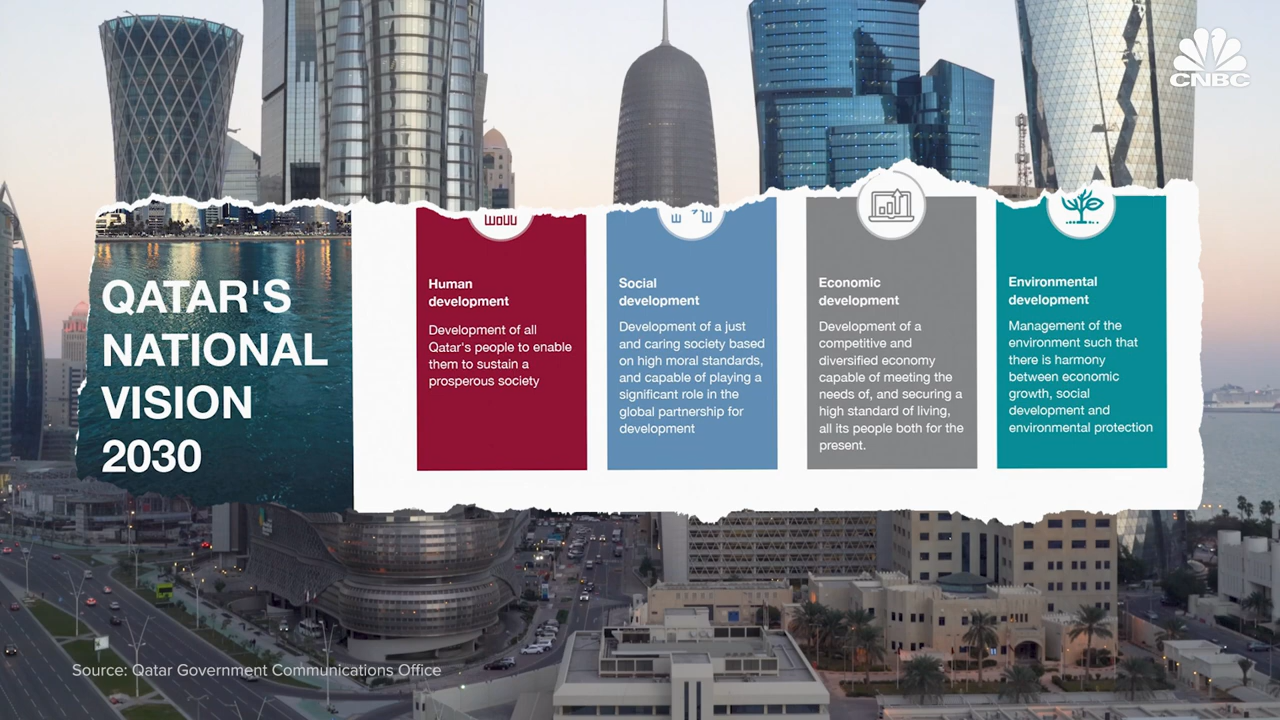 CNBC
QATAR'S
NATIONAL
VISION
2030
Human
development
Development of all
Qatar's people to enable
them to sustain a
prosperous society
Social
development
Development of a just
and caring society based
on high moral standards,
and capable of playing a
significant role in the
global partnership for
development
Economic
development
Development of a
competitive and
diversified economy
capable of meeting the
needs of, and securing a
high standard of living,
all its people both for the
present.
Environmental
development
Management of the
environment such that
there is harmony
between economic
growth, social
development and
environmental protection
Source: Qatar Government Communications Office